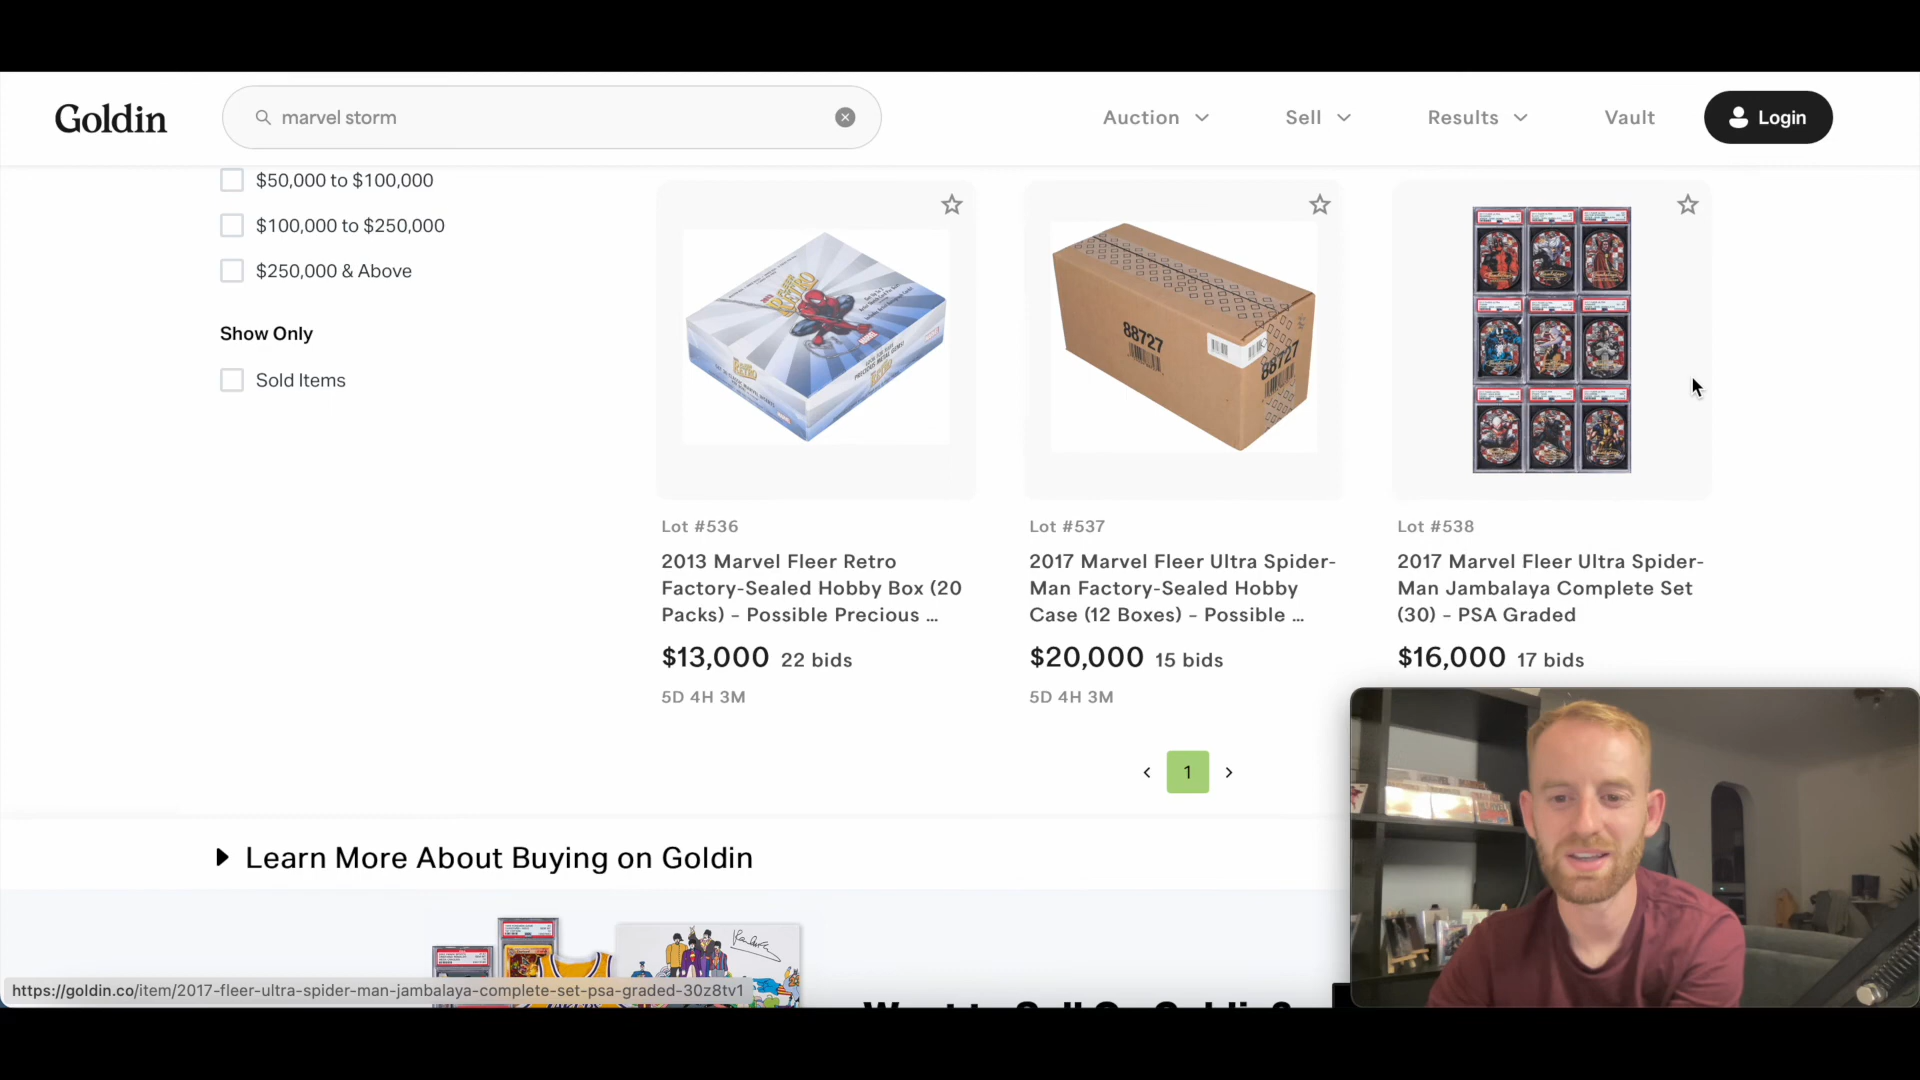 Goldin
marvel storm
Auction
Sell
Results
Vault
Login
$50,000 to $100,000
$100,000 to $250,000
$250,000 & Above
Show Only
Sold Items
RETRO
MARVEL
88727
88727
Lot #536
2013 Marvel Fleer Retro
Factory-Sealed Hobby Box (20
Packs) – Possible Precious ...
$13,000 22 bids
5D 4H 3M
Lot #537
2017 Marvel Fleer Ultra Spider-
Man Factory-Sealed Hobby
Case (12 Boxes) – Possible ...
$20,000 15 bids
5D 4H 3M
Lot #538
2017 Marvel Fleer Ultra Spider-
Man Jambalaya Complete Set
(30) – PSA Graded
$16,000 17 bids
1
Learn More About Buying on Goldin
https://goldin.co/item/2017-fleer-ultra-spider-man-jambalaya-complete-set-psa-graded-30z8tv1